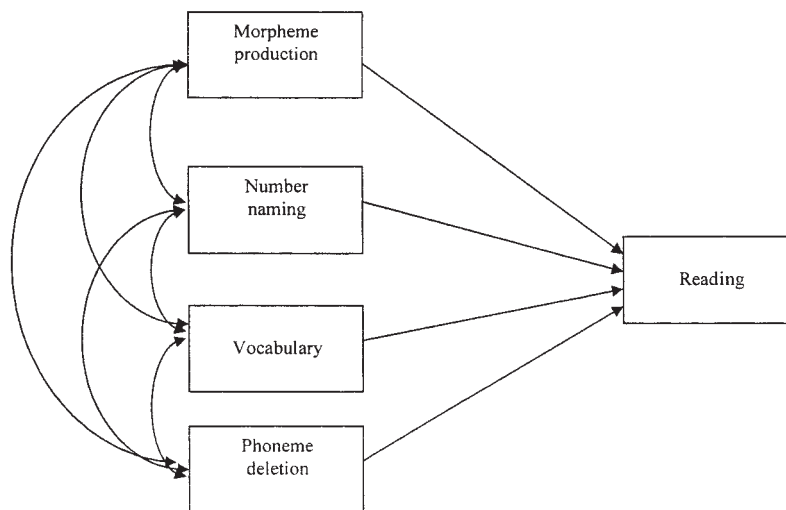 Morpheme
production
Number
naming
Reading
Vocabulary
Phoneme
deletion